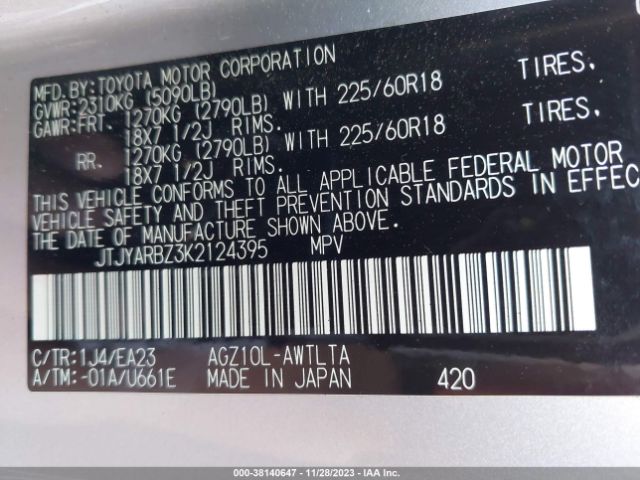 MFD. BY: TOYOTA MOTOR CORPORATION
GVWR: 2310KG (5090LB)
GAWR: FRT. 1270KG (2790LB) WITH 225/60R18 TIRES,
18X7 1/2J RIMS.
RR. 1270KG (2790LB) WITH 225/60R18 TIRES,
18X7 1/2J RIMS.
THIS VEHICLE CONFORMS TO ALL APPLICABLE FEDERAL MOTOR
VEHICLE SAFETY AND THEFT PREVENTION STANDARDS IN EFFEC
THE DATE OF MANUFACTURE SHOWN ABOVE.
JTJYARBZ3K2124395 MPV
C/TR: 1J4/EA23 AGZ10L-AWTLTA
A/TM: -01A/U661E MADE IN JAPAN 420
000-38140647 - 11/28/2023 - IAA Inc.